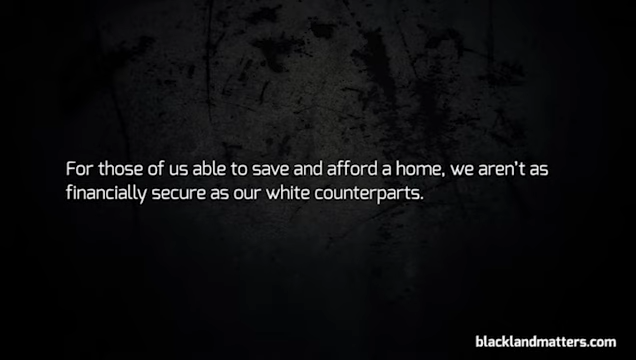 For those of us able to save and afford a home, we aren't as
financially secure as our white counterparts.
blacklandmatters.com